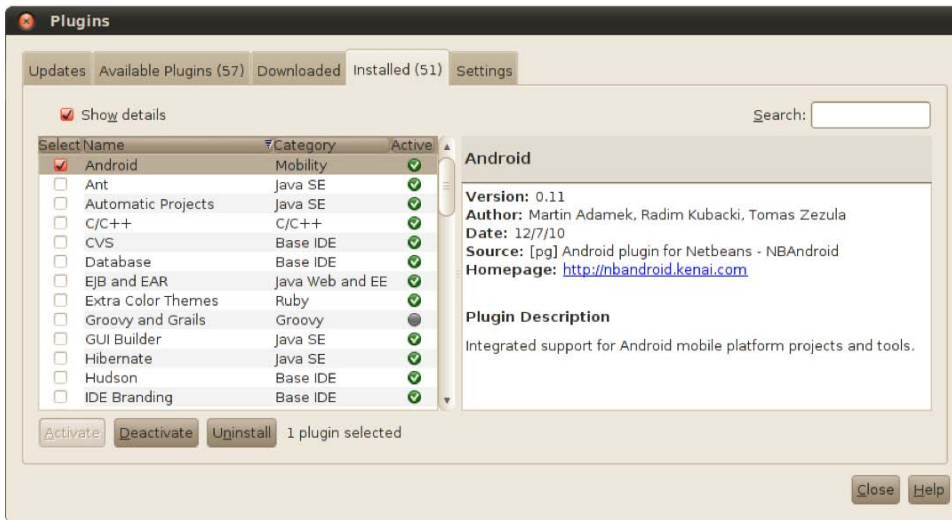 Plugins
Updates Available Plugins (57) Downloaded Installed (51) Settings
Show details
Search:
Select Name Category Active
Android Mobility
Ant Java SE
Automatic Projects Java SE
C/C++ C/C++
CVS Base IDE
Database Base IDE
EJB and EAR Java Web and EE
Extra Color Themes Ruby
Groovy and Grails Groovy
GUI Builder Java SE
Hibernate Java SE
Hudson Base IDE
IDE Branding Base IDE
Android
Version: 0.11
Author: Martin Adamek, Radim Kubacki, Tomas Zezula
Date: 12/7/10
Source: [pg] Android plugin for Netbeans - NBAndroid
Homepage: http://nbandroid.kenai.com
Plugin Description
Integrated support for Android mobile platform projects and tools.
Activate Deactivate Uninstall 1 plugin selected
Close Help